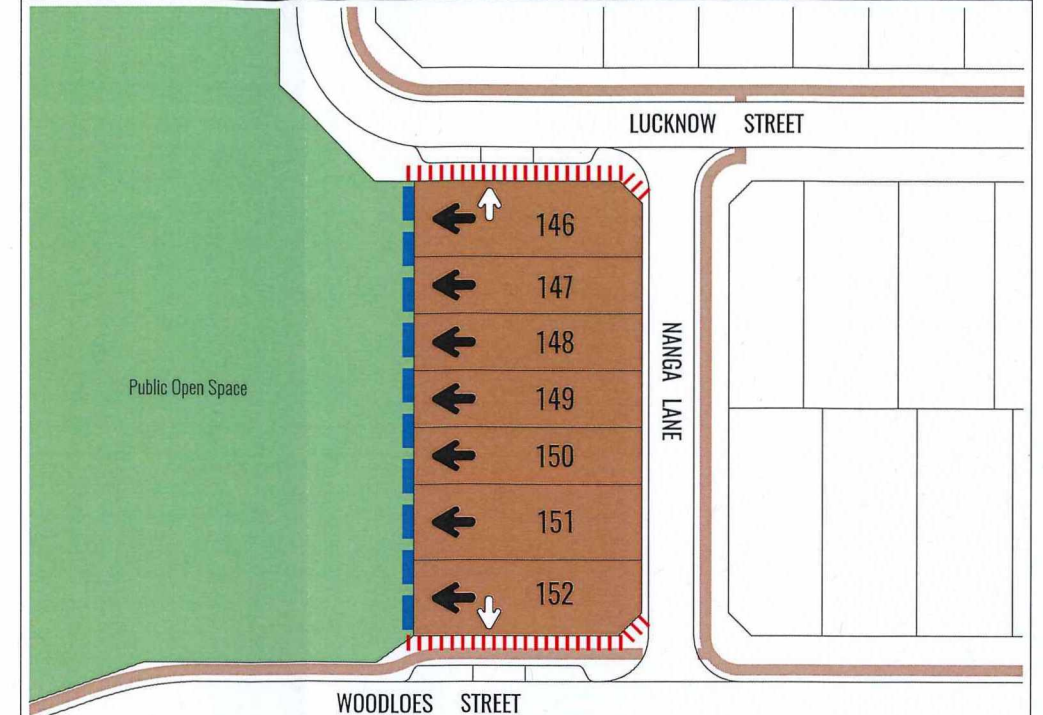 LUCKNOW STREET
146
147
148
149
150
151
152
NANGA LANE
Public Open Space
WOODLOES STREET